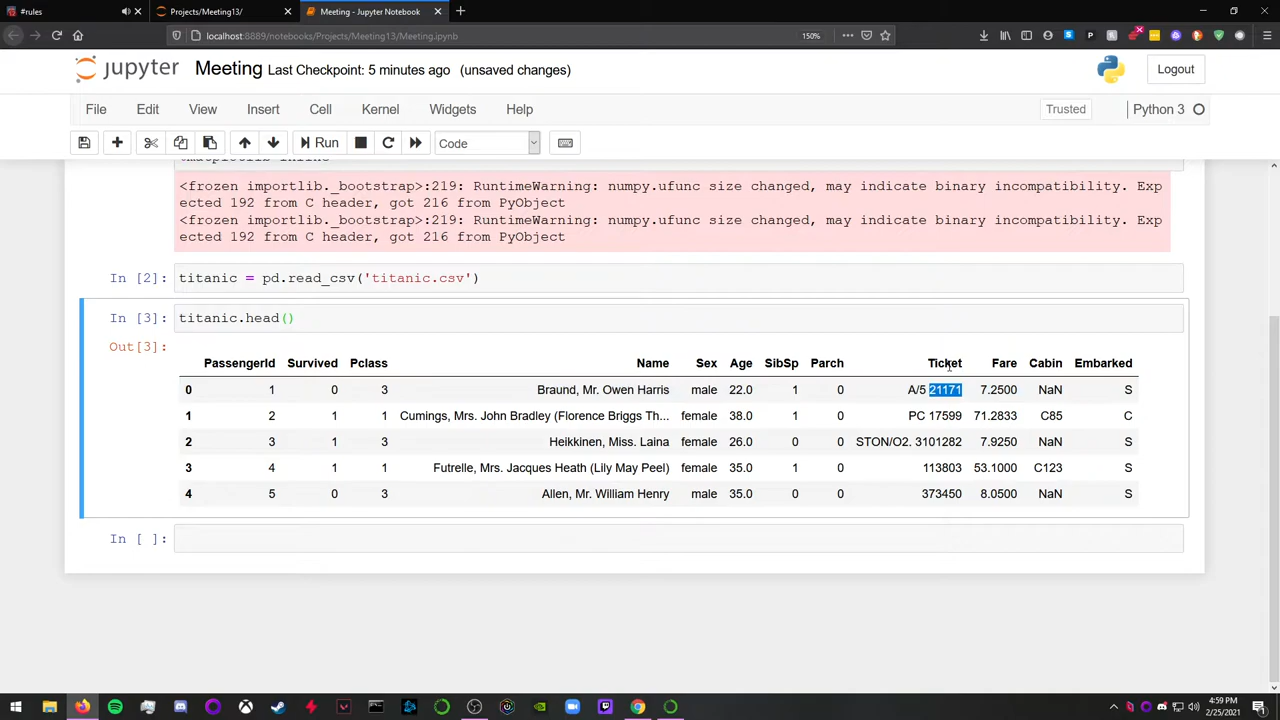 #rules
Projects/Meeting13/
Meeting - Jupyter Notebook
localhost:8889/notebooks/Projects/Meeting13/Meeting.ipynb
150%
jupyter Meeting Last Checkpoint: 5 minutes ago (unsaved changes)
Logout
File Edit View Insert Cell Kernel Widgets Help
Trusted
Python 3
Run
Code
%matplotlib inline
<frozen importlib._bootstrap>:219: RuntimeWarning: numpy.ufunc size changed, may indicate binary incompatibility. Exp
ected 192 from C header, got 216 from PyObject
<frozen importlib._bootstrap>:219: RuntimeWarning: numpy.ufunc size changed, may indicate binary incompatibility. Exp
ected 192 from C header, got 216 from PyObject
In [2]: titanic = pd.read_csv('titanic.csv')
In [3]: titanic.head()
Out[3]:
PassengerId Survived Pclass Name Sex Age SibSp Parch Ticket Fare Cabin Embarked
0 1 0 3 Braund, Mr. Owen Harris male 22.0 1 0 A/5 21171 7.2500 NaN S
1 2 1 1 Cumings, Mrs. John Bradley (Florence Briggs Th... female 38.0 1 0 PC 17599 71.2833 C85 C
2 3 1 3 Heikkinen, Miss. Laina female 26.0 0 0 STON/O2. 3101282 7.9250 NaN S
3 4 1 1 Futrelle, Mrs. Jacques Heath (Lily May Peel) female 35.0 1 0 113803 53.1000 C123 S
4 5 0 3 Allen, Mr. William Henry male 35.0 0 0 373450 8.0500 NaN S
In [ ]:
4:59 PM
2/25/2021